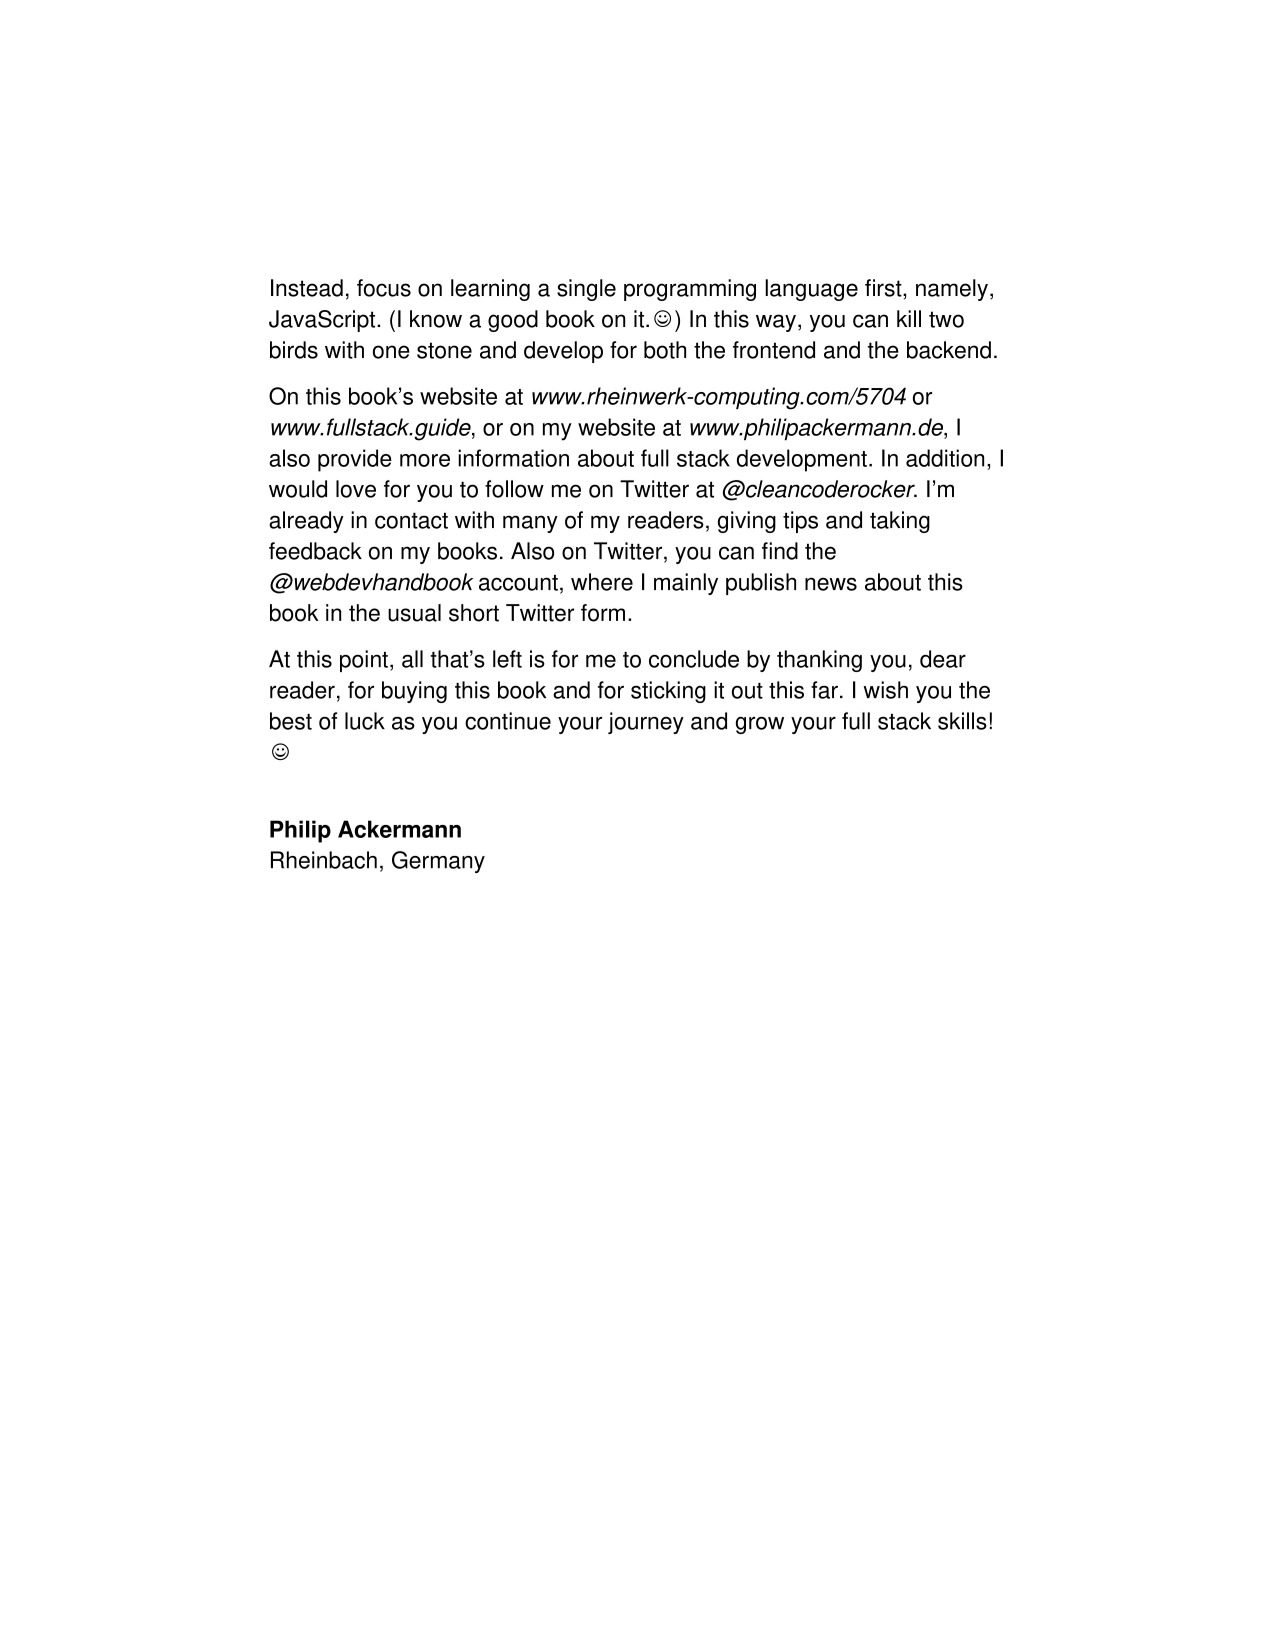 Instead, focus on learning a single programming language first, namely,
JavaScript. (I know a good book on it.☺) In this way, you can kill two
birds with one stone and develop for both the frontend and the backend.
On this book’s website at www.rheinwerk-computing.com/5704 or
www.fullstack.guide, or on my website at www.philipackermann.de, I
also provide more information about full stack development. In addition, I
would love for you to follow me on Twitter at @cleancoderocker. I’m
already in contact with many of my readers, giving tips and taking
feedback on my books. Also on Twitter, you can find the
@webdevhandbook account, where I mainly publish news about this
book in the usual short Twitter form.
At this point, all that’s left is for me to conclude by thanking you, dear
reader, for buying this book and for sticking it out this far. I wish you the
best of luck as you continue your journey and grow your full stack skills!
☺
Philip Ackermann
Rheinbach, Germany